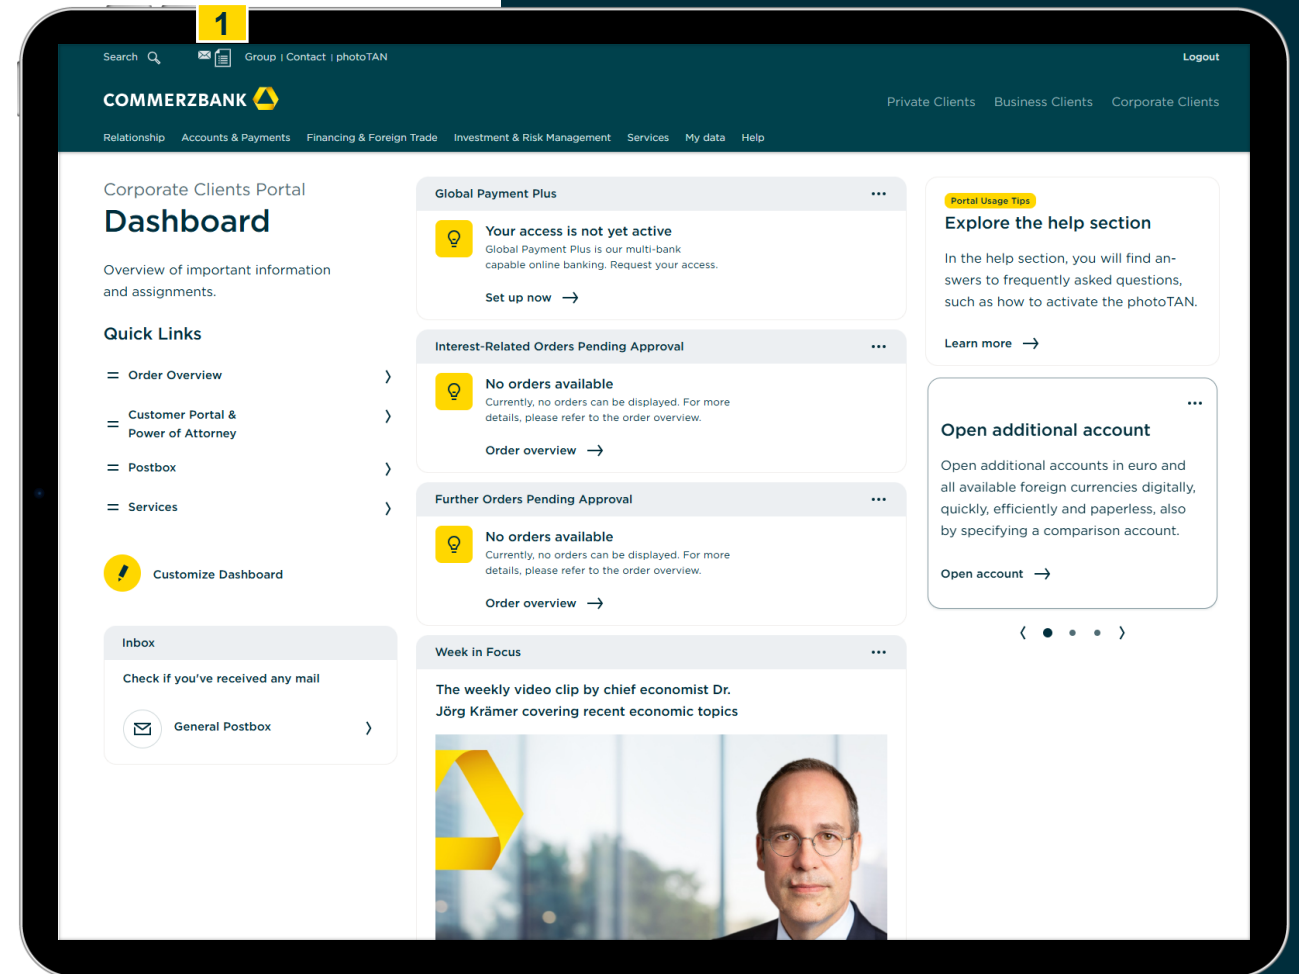 1
Search
Group | Contact | photoTAN
Logout
COMMERZBANK
Private Clients Business Clients Corporate Clients
Relationship Accounts & Payments Financing & Foreign Trade Investment & Risk Management Services My data Help
Corporate Clients Portal
Dashboard
Overview of important information
and assignments.
Quick Links
Order Overview
Customer Portal &
Power of Attorney
Postbox
Services
Customize Dashboard
Inbox
Check if you've received any mail
General Postbox
Global Payment Plus
Your access is not yet active
Global Payment Plus is our multi-bank
capable online banking. Request your access.
Set up now
Interest-Related Orders Pending Approval
No orders available
Currently, no orders can be displayed. For more
details, please refer to the order overview.
Order overview
Further Orders Pending Approval
No orders available
Currently, no orders can be displayed. For more
details, please refer to the order overview.
Order overview
Week in Focus
The weekly video clip by chief economist Dr.
Jörg Krämer covering recent economic topics
Portal Usage Tips
Explore the help section
In the help section, you will find an-
swers to frequently asked questions,
such as how to activate the photoTAN.
Learn more
Open additional account
Open additional accounts in euro and
all available foreign currencies digitally,
quickly, efficiently and paperless, also
by specifying a comparison account.
Open account